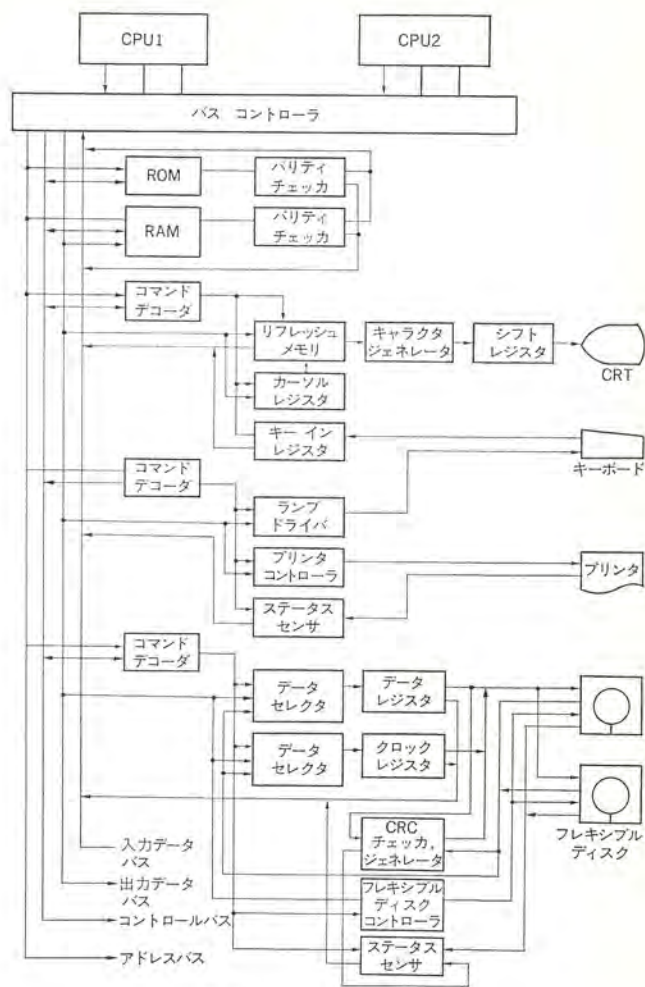 CPU1
CPU2
バス コントローラ
ROM
パリティ
チェッカ
RAM
パリティ
チェッカ
コマンド
デコーダ
リフレッシュ
メモリ
キャラクタ
ジェネレータ
シフト
レジスタ
CRT
カーソル
レジスタ
キー イン
レジスタ
キーボード
コマンド
デコーダ
ランプ
ドライバ
プリンタ
コントローラ
プリンタ
ステータス
センサ
コマンド
デコーダ
データ
セレクタ
データ
レジスタ
データ
セレクタ
クロック
レジスタ
フレキシブル
ディスク
CRC
チェッカ,
ジェネレータ
フレキシブル
ディスク
コントローラ
ステータス
センサ
入力データ
バス
出力データ
バス
コントロールバス
アドレスバス